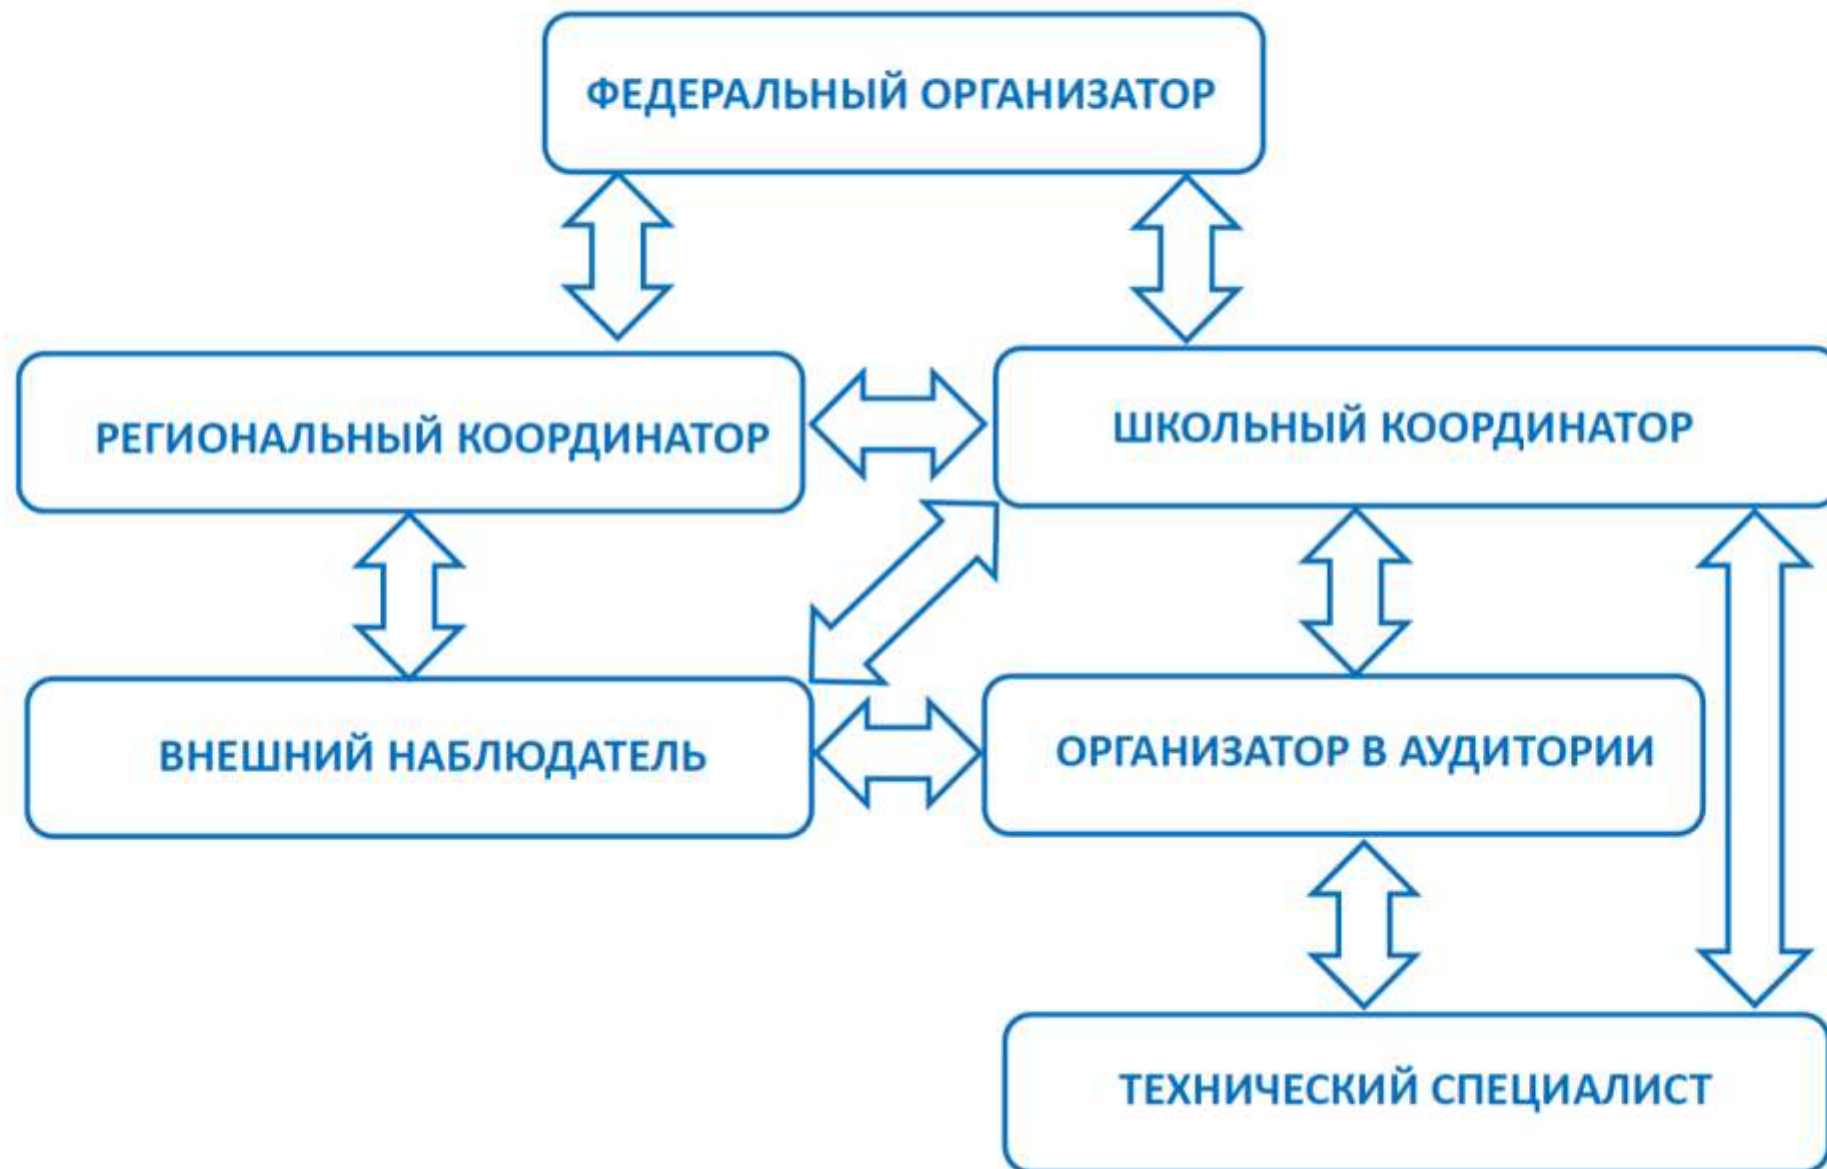 ФЕДЕРАЛЬНЫЙ ОРГАНИЗАТОР
РЕГИОНАЛЬНЫЙ КООРДИНАТОР
ШКОЛЬНЫЙ КООРДИНАТОР
ВНЕШНИЙ НАБЛЮДАТЕЛЬ
ОРГАНИЗАТОР В АУДИТОРИИ
ТЕХНИЧЕСКИЙ СПЕЦИАЛИСТ